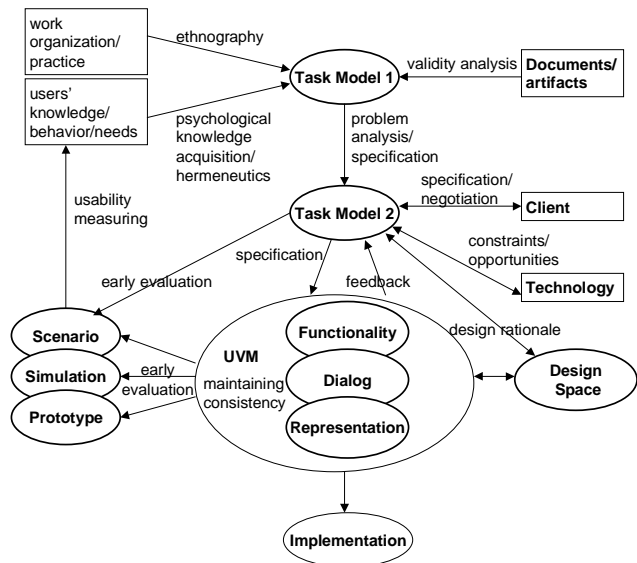 work
organization/
practice
ethnography
Task Model 1
validity analysis
Documents/
artifacts
users'
knowledge/
behavior/needs
psychological
knowledge
acquisition/
hermeneutics
problem
analysis/
specification
usability
measuring
Task Model 2
specification/
negotiation
Client
specification
constraints/
opportunities
early evaluation
feedback
Technology
Scenario
Functionality
design rationale
UVM
Simulation
early
evaluation
maintaining
consistency
Dialog
Design
Space
Prototype
Representation
Implementation